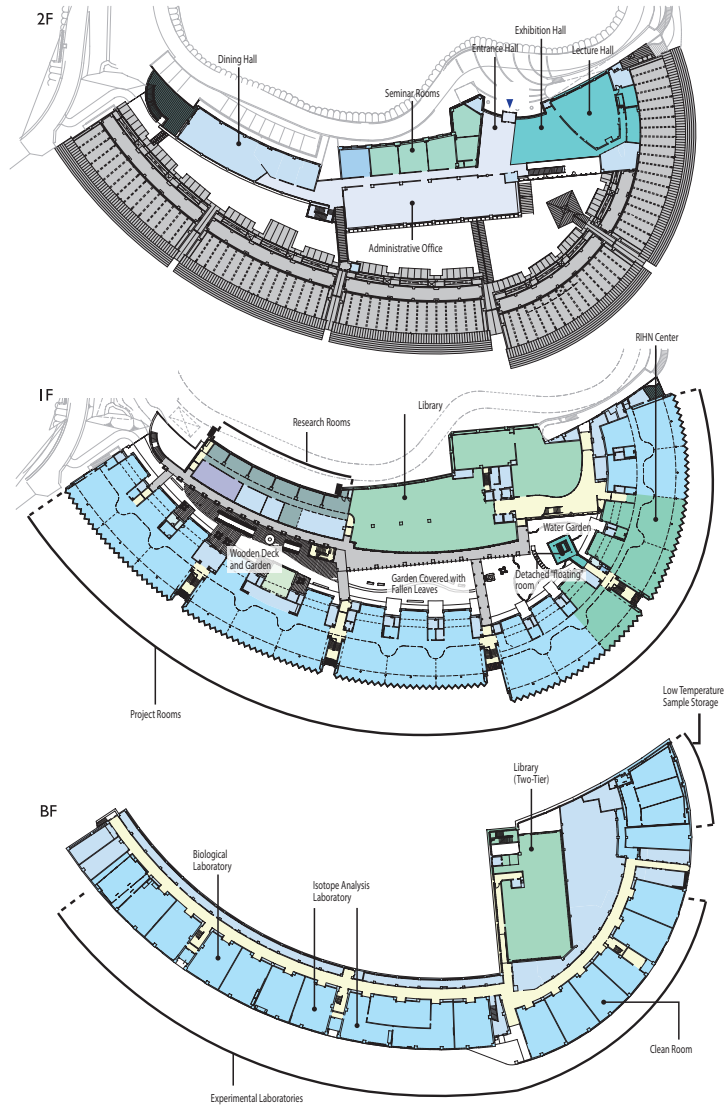 2F
Exhibition Hall
Entrance Hall
Lecture Hall
Dining Hall
Seminar Rooms
Administrative Office
RIHN Center
1F
Library
Research Rooms
Water Garden
Wooden Deck
and Garden
Garden Covered with
Fallen Leaves
Detached "floating"
room
Project Rooms
Low Temperature
Sample Storage
Library
(Two-Tier)
BF
Biological
Laboratory
Isotope Analysis
Laboratory
Clean Room
Experimental Laboratories